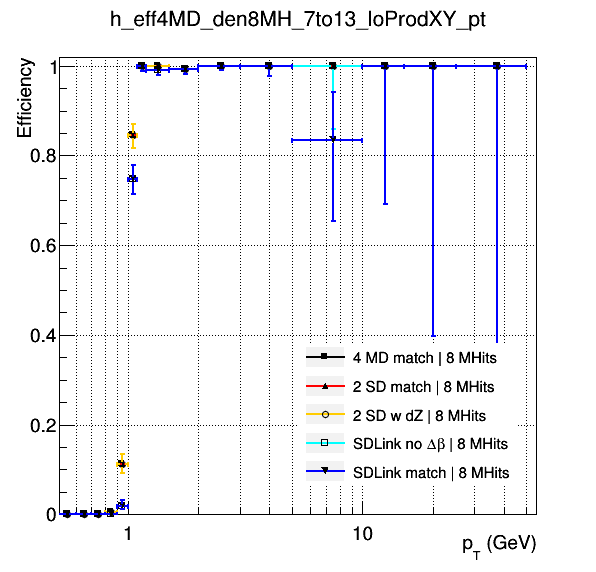 h_eff4MD_den8MH_7to13_loProdXY_pt
Efficiency
1
0.8
0.6
0.4
0.2
0
4 MD match | 8 MHits
2 SD match | 8 MHits
2 SD w dZ | 8 MHits
SDLink no Δβ | 8 MHits
SDLink match | 8 MHits
1 10
p_T (GeV)